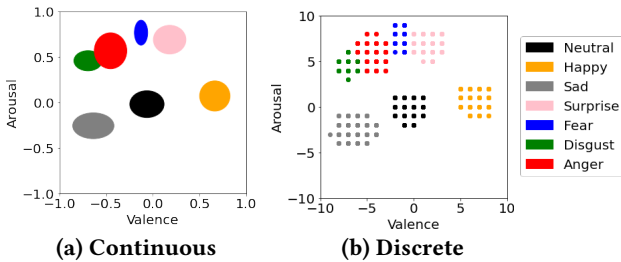 1.0
0.5
0.0
−0.5
−1.0
Arousal
−1.0
−0.5
0.0
0.5
1.0
Valence
(a) Continuous
10
5
0
−5
−10
Arousal
−10
−5
0
5
10
Valence
(b) Discrete
Neutral
Happy
Sad
Surprise
Fear
Disgust
Anger